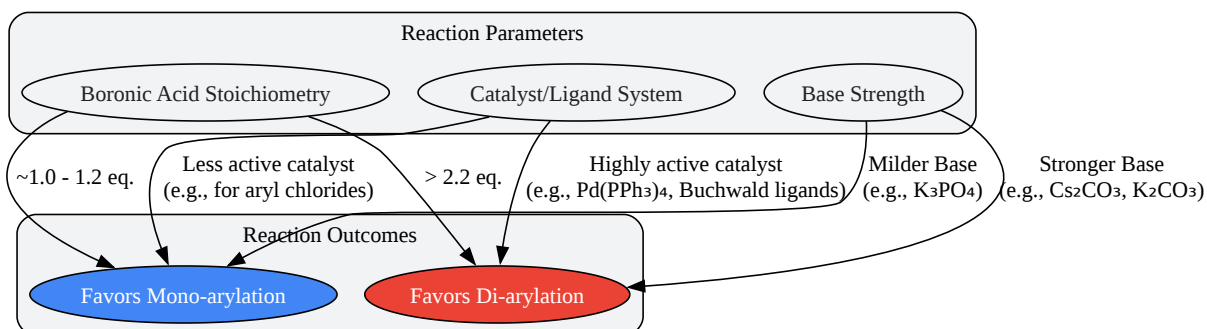 Reaction Parameters
Boronic Acid Stoichiometry
Catalyst/Ligand System
Base Strength
~1.0 - 1.2 eq.
Less active catalyst
(e.g., for aryl chlorides)
> 2.2 eq.
Highly active catalyst
(e.g., Pd(PPh₃)₄, Buchwald ligands)
Milder Base
(e.g., K₃PO₄)
Stronger Base
(e.g., Cs₂CO₃, K₂CO₃)
Reaction Outcomes
Favors Mono-arylation
Favors Di-arylation